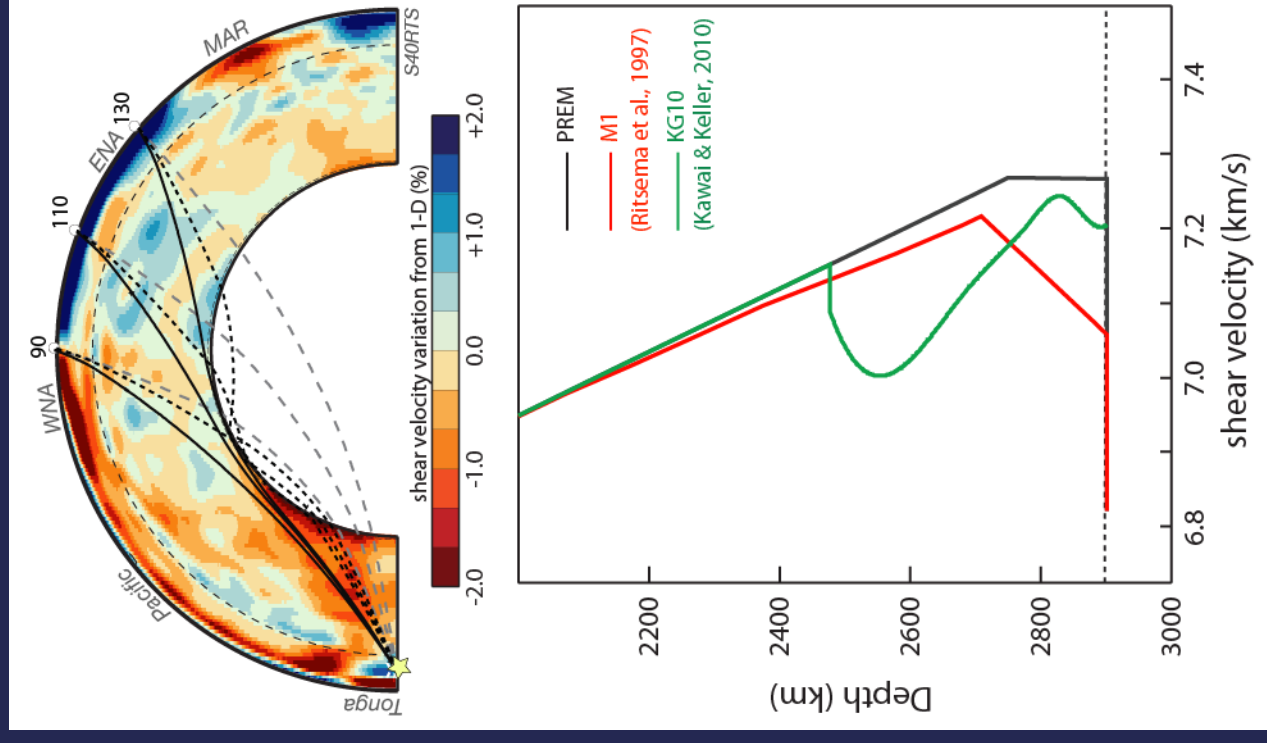 Tonga
Pacific
WNA
90
110
ENA
130
MAR
S40RTS
shear velocity variation from 1-D (%)
-2.0 -1.0 0.0 +1.0 +2.0
PREM
M1
(Ritsema et al., 1997)
KG10
(Kawai & Keller, 2010)
Depth (km)
2200
2400
2600
2800
3000
6.8 7.0 7.2 7.4
shear velocity (km/s)